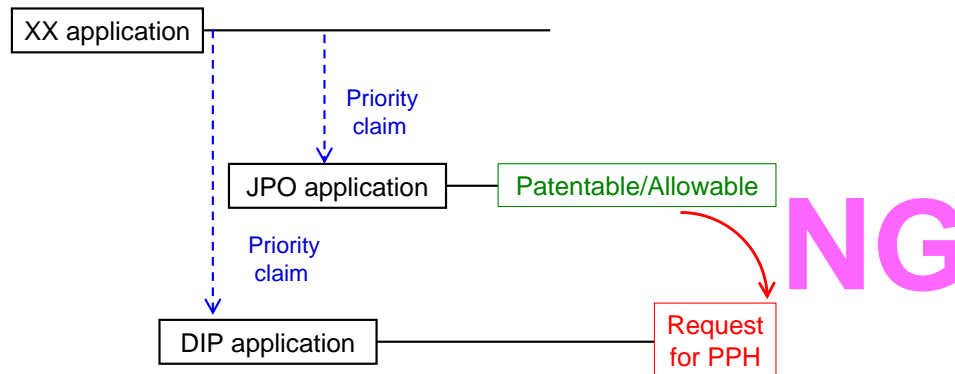 XX application
Priority
claim
JPO application
Patentable/Allowable
NG
Priority
claim
DIP application
Request
for PPH